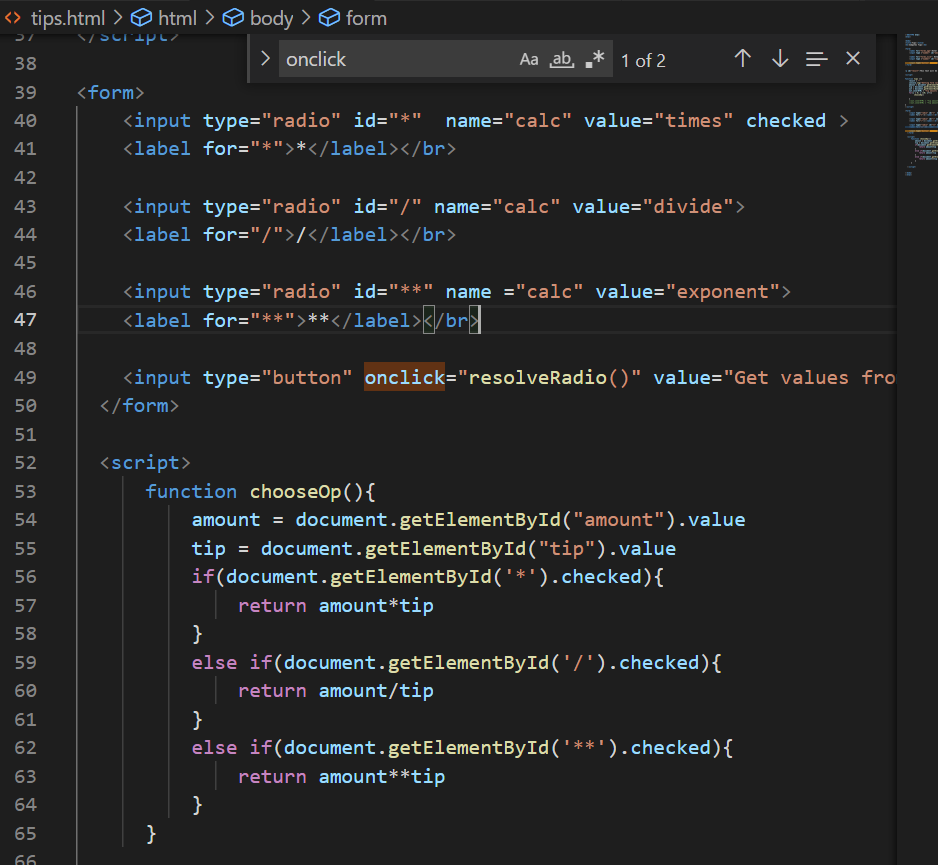 tips.html > html > body > form
37 </script>
onclick Aa ab, .* 1 of 2
38
39 <form>
40 <input type="radio" id="*"  name="calc" value="times" checked >
41 <label for="*">*</label></br>
42
43 <input type="radio" id="/" name="calc" value="divide">
44 <label for="/">/</label></br>
45
46 <input type="radio" id="**" name ="calc" value="exponent">
47 <label for="**">**</label></br>
48
49 <input type="button" onclick="resolveRadio()" value="Get values fro
50 </form>
51
52 <script>
53 function chooseOp(){
54 amount = document.getElementById("amount").value
55 tip = document.getElementById("tip").value
56 if(document.getElementById('*').checked){
57 return amount*tip
58 }
59 else if(document.getElementById('/').checked){
60 return amount/tip
61 }
62 else if(document.getElementById('**').checked){
63 return amount**tip
64 }
65 }
66